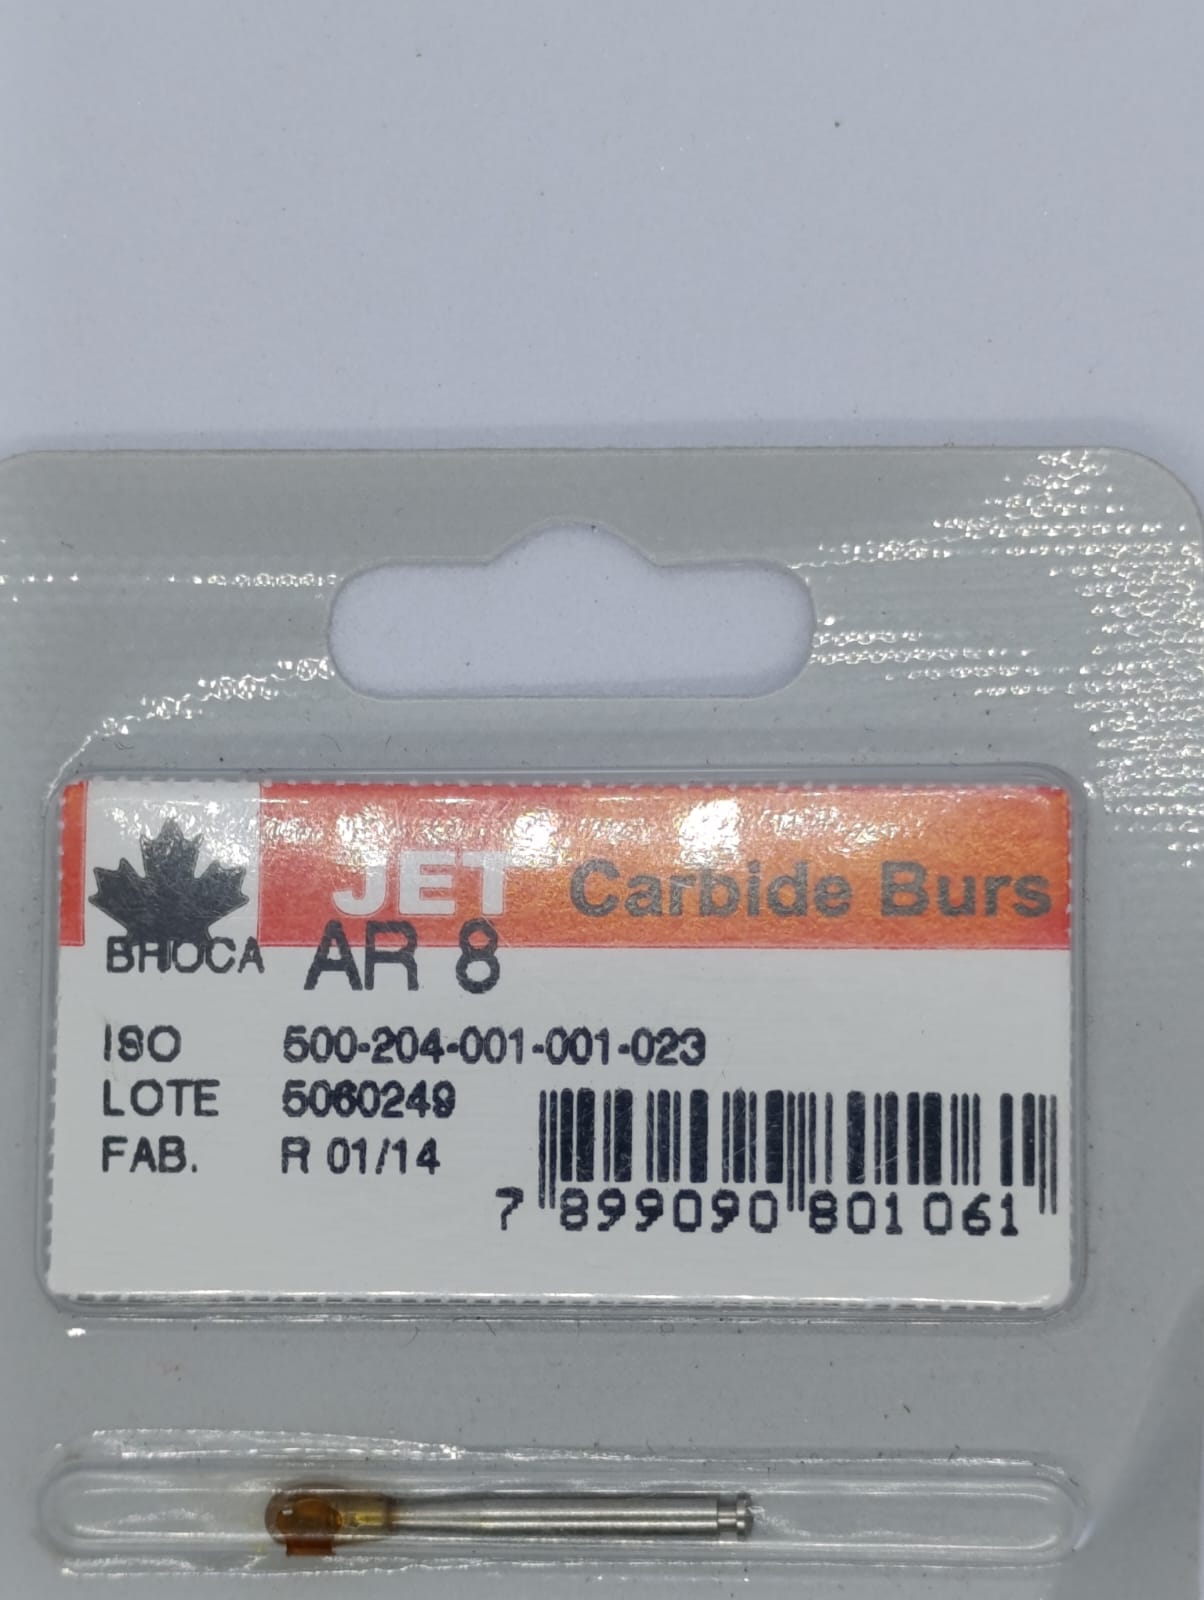 JET Carbide Burs
BROCA AR 8
ISO 500-204-001-001-023
LOTE 5060249
FAB. R 01/14
7 899090 801061